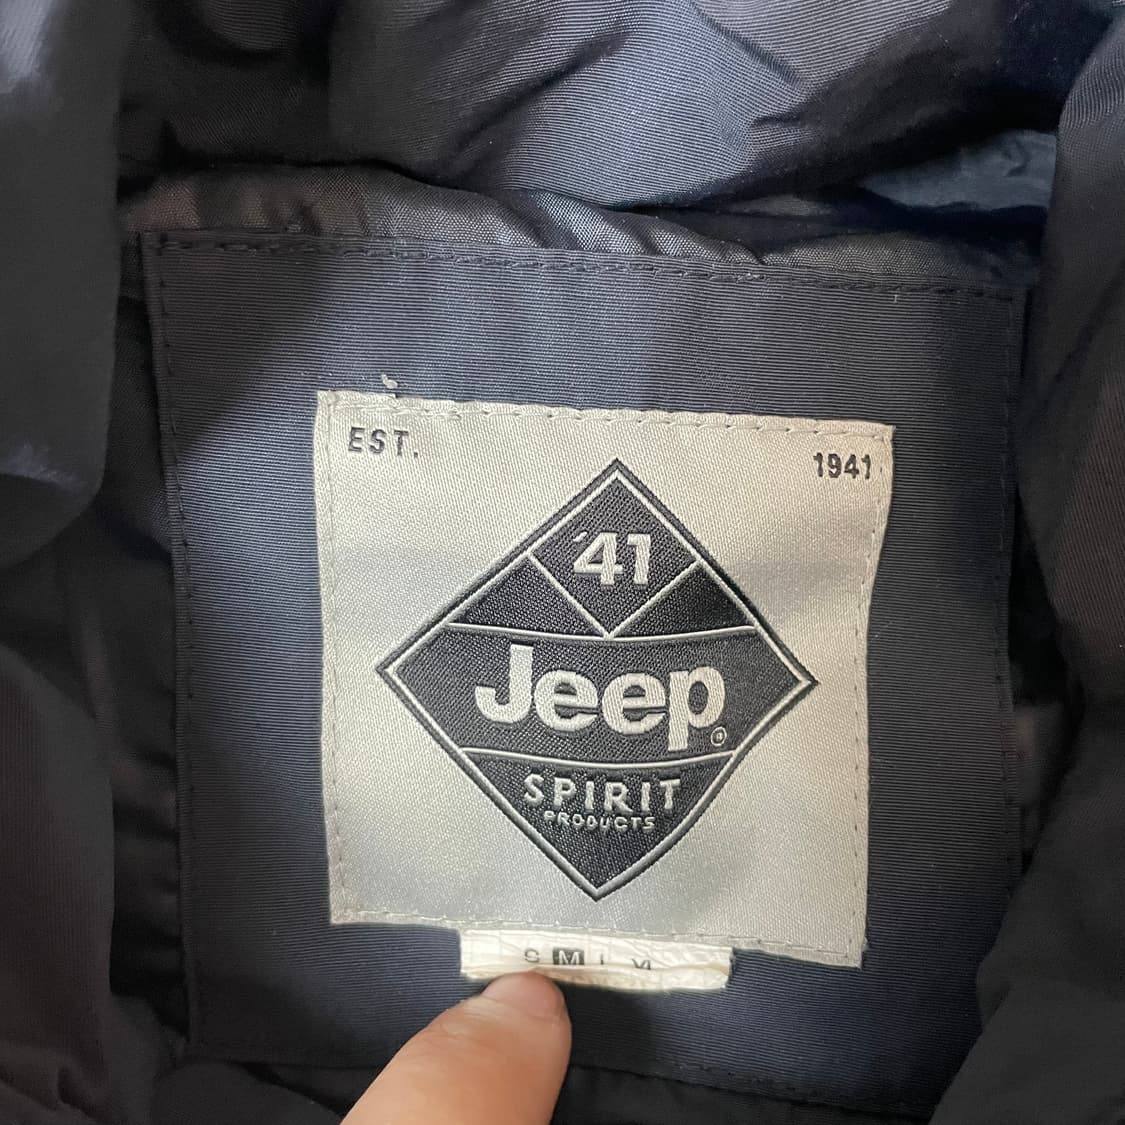 EST.
1941
'41
Jeep®
SPIRIT
PRODUCTS
S M L XL